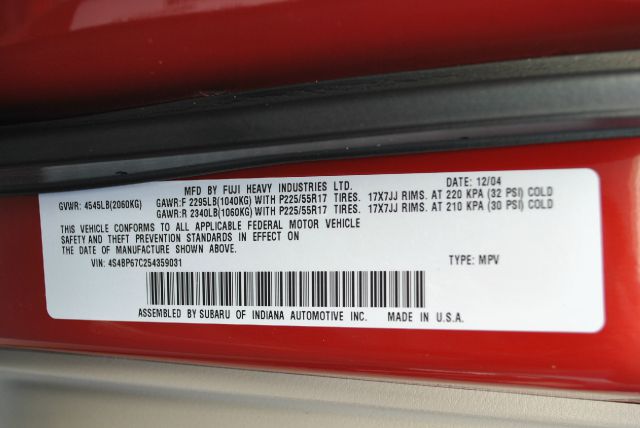 MFD BY FUJI HEAVY INDUSTRIES LTD. DATE: 12/04
GVWR: 4545LB(2060KG) GAWR:F 2295LB(1040KG) WITH P225/55R17 TIRES. 17X7JJ RIMS. AT 220 KPA (32 PSI) COLD
GAWR:R 2340LB(1060KG) WITH P225/55R17 TIRES. 17X7JJ RIMS. AT 210 KPA (30 PSI) COLD
THIS VEHICLE CONFORMS TO ALL APPLICABLE FEDERAL MOTOR VEHICLE
SAFETY AND THEFT PREVENTION STANDARDS IN EFFECT ON
THE DATE OF MANUFACTURE SHOWN ABOVE.
VIN: 4S4BP67C254359031 TYPE: MPV
ASSEMBLED BY SUBARU OF INDIANA AUTOMOTIVE INC. MADE IN U.S.A.